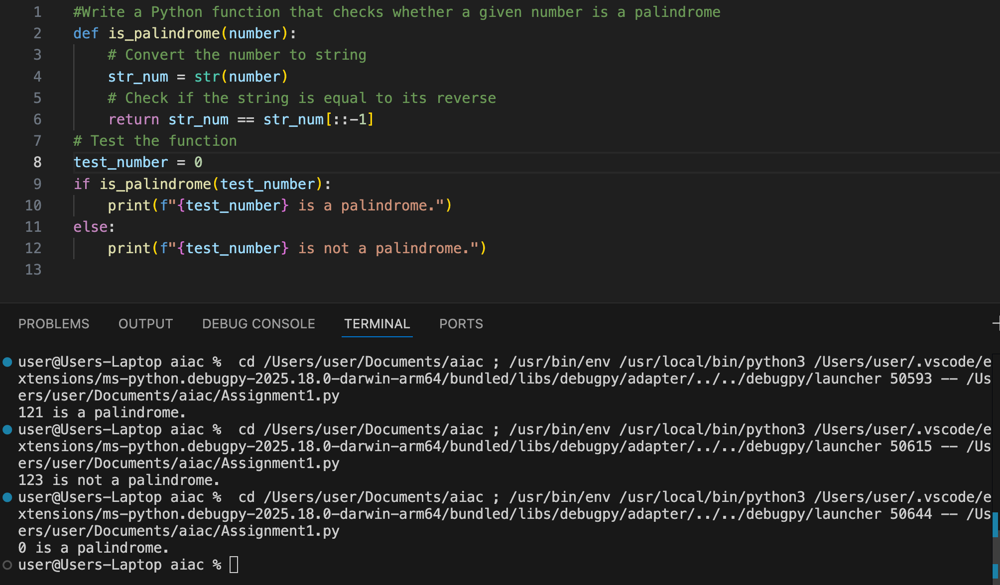 1 #Write a Python function that checks whether a given number is a palindrome
2 def is_palindrome(number):
3     # Convert the number to string
4     str_num = str(number)
5     # Check if the string is equal to its reverse
6     return str_num == str_num[::-1]
7 # Test the function
8 test_number = 0
9 if is_palindrome(test_number):
10     print(f"{test_number} is a palindrome.")
11 else:
12     print(f"{test_number} is not a palindrome.")
13
PROBLEMS OUTPUT DEBUG CONSOLE TERMINAL PORTS
user@Users-Laptop aiac %  cd /Users/user/Documents/aiac ; /usr/bin/env /usr/local/bin/python3 /Users/user/.vscode/e
xtensions/ms-python.debugpy-2025.18.0-darwin-arm64/bundled/libs/debugpy/adapter/../../debugpy/launcher 50593 -- /Us
ers/user/Documents/aiac/Assignment1.py
121 is a palindrome.
user@Users-Laptop aiac %  cd /Users/user/Documents/aiac ; /usr/bin/env /usr/local/bin/python3 /Users/user/.vscode/e
xtensions/ms-python.debugpy-2025.18.0-darwin-arm64/bundled/libs/debugpy/adapter/../../debugpy/launcher 50615 -- /Us
ers/user/Documents/aiac/Assignment1.py
123 is not a palindrome.
user@Users-Laptop aiac %  cd /Users/user/Documents/aiac ; /usr/bin/env /usr/local/bin/python3 /Users/user/.vscode/e
xtensions/ms-python.debugpy-2025.18.0-darwin-arm64/bundled/libs/debugpy/adapter/../../debugpy/launcher 50644 -- /Us
ers/user/Documents/aiac/Assignment1.py
0 is a palindrome.
user@Users-Laptop aiac %